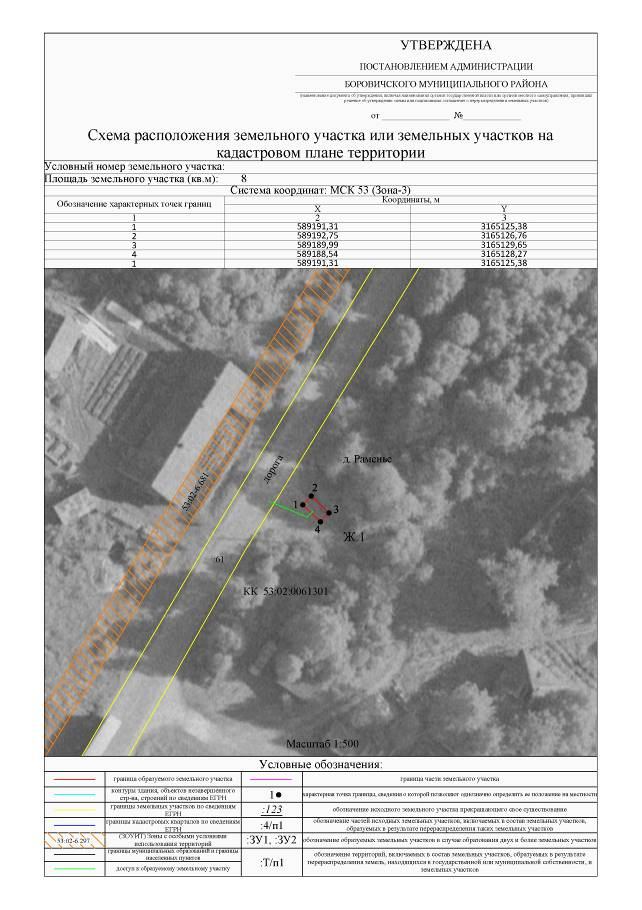 УТВЕРЖДЕНА
ПОСТАНОВЛЕНИЕМ АДМИНИСТРАЦИИ
БОРОВИЧСКОГО МУНИЦИПАЛЬНОГО РАЙОНА
от №
Схема расположения земельного участка или земельных участков на
кадастровом плане территории
Условный номер земельного участка:
Площадь земельного участка (кв.м): 8
Система координат: МСК 53 (Зона-3)
Обозначение характерных точек границ Координаты, м
X Y
1 2 3
1 589191,31 3165125,38
2 589192,75 3165126,76
3 589189,99 3165129,65
4 589188,54 3165128,27
1 589191,31 3165125,38
д. Раменье
дорога
53:02-6.681
2
1
3
4
Ж.1
:61
КК 53:02:0061301
Масштаб 1:500
Условные обозначения:
граница образуемого земельного участка
граница части земельного участка
контуры здания, объектов незавершенного
стр-ва, строений по сведениям ЕГРН
1
характерная точка границы, сведения о которой позволяют однозначно определить ее положение на местности
границы земельных участков по сведениям
ЕГРН
:123
обозначение исходного земельного участка прекращающего свое существование
границы кадастровых кварталов по сведениям
ЕГРН
:4/п1
обозначение частей исходных земельных участков, включаемых в состав земельных участков,
образуемых в результате перераспределения таких земельных участков
53:02-6.297
(ЗОУИТ) Зоны с особыми условиями
использования территорий
:ЗУ1, :ЗУ2
обозначение образуемых земельных участков в случае образования двух и более земельных участков
границы муниципальных образований и границы
населенных пунктов
:Т/п1
обозначение территорий, включаемых в состав земельных участков, образуемых в результате
перераспределения земель, находящихся в государственной или муниципальной собственности, и
земельных участков
доступ к образуемому земельному участку